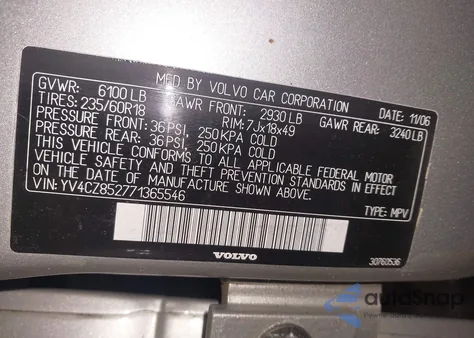 MFD BY VOLVO CAR CORPORATION
GVWR: 6100 LB GAWR FRONT: 2930 LB DATE: 11/06
TIRES: 235/60R18 RIM: 7Jx18x49 GAWR REAR: 3240 LB
PRESSURE FRONT: 36 PSI, 250 KPA COLD
PRESSURE REAR: 36 PSI, 250 KPA COLD
THIS VEHICLE CONFORMS TO ALL APPLICABLE FEDERAL MOTOR
VEHICLE SAFETY AND THEFT PREVENTION STANDARDS IN EFFECT
ON THE DATE OF MANUFACTURE SHOWN ABOVE.
VIN: YV4CZ852771365546 TYPE: MPV
VOLVO
30760536
autoSnap